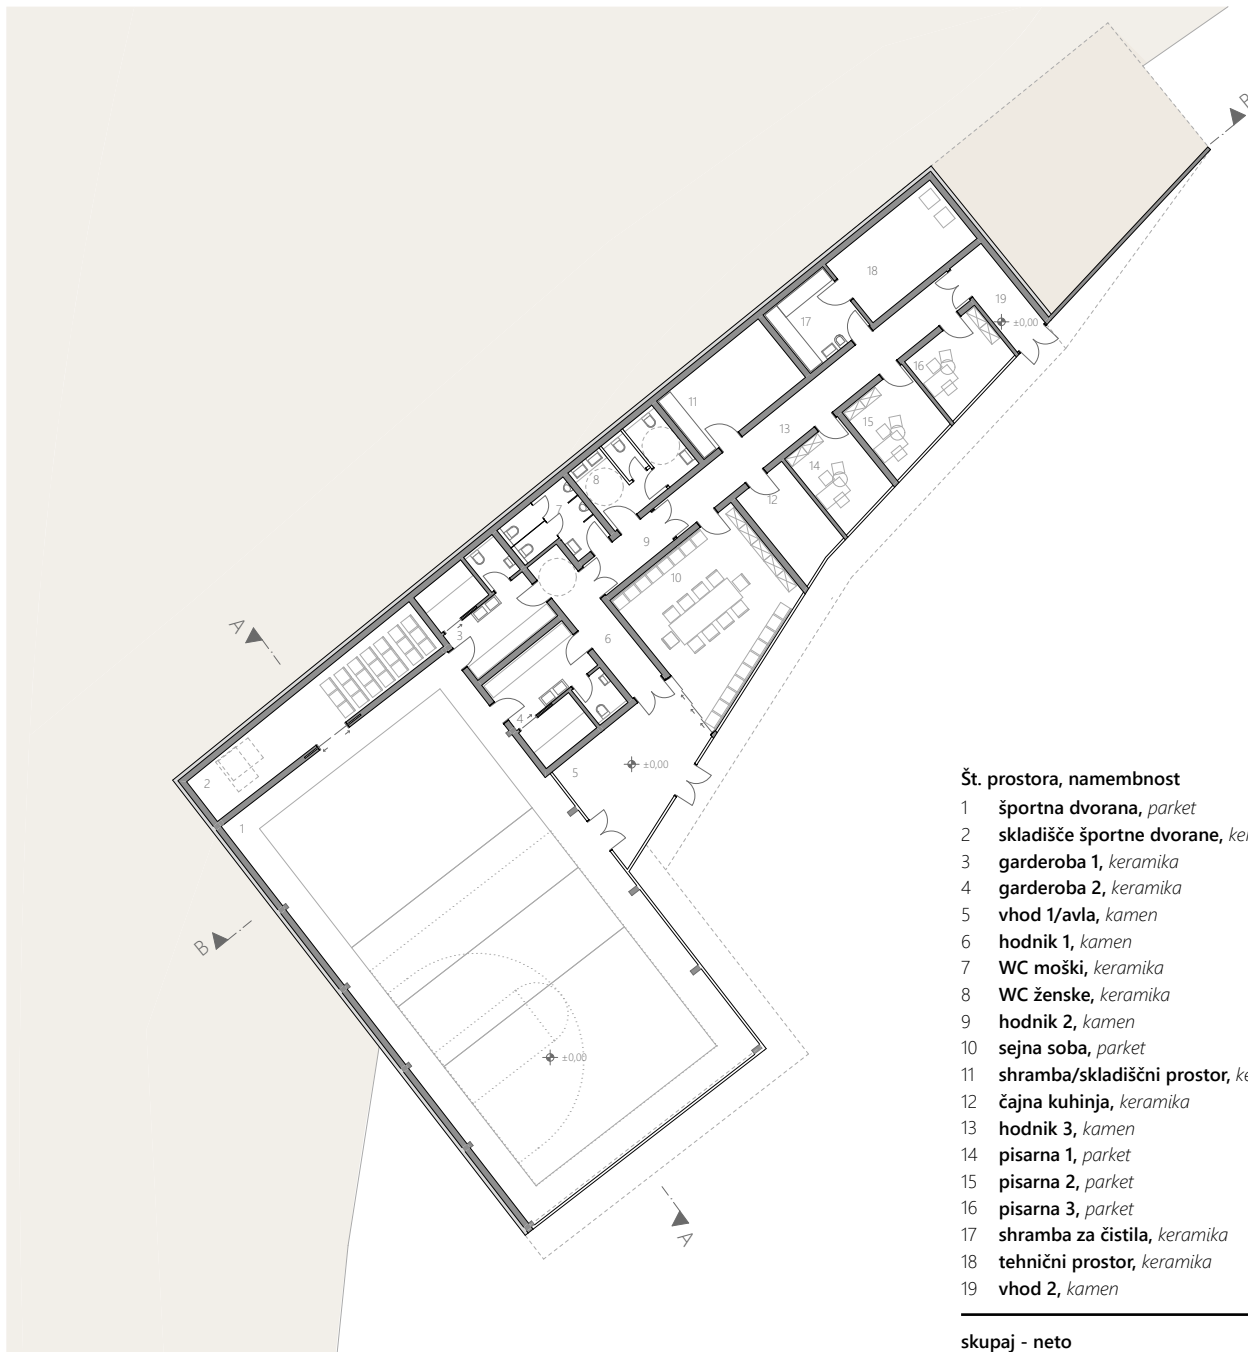 B
18
19
±0,00
17
16
11
15
13
14
8
12
7
9
10
A
3
6
4
5
±0,00
2
1
B
±0,00
A
Št. prostora, namembnost
1 športna dvorana, parket
2 skladišče športne dvorane,
3 garderoba 1, keramika
4 garderoba 2, keramika
5 vhod 1/avla, kamen
6 hodnik 1, kamen
7 WC moški, keramika
8 WC ženske, keramika
9 hodnik 2, kamen
10 sejna soba, parket
11 shramba/skladiščni prostor,
12 čajna kuhinja, keramika
13 hodnik 3, kamen
14 pisarna 1, parket
15 pisarna 2, parket
16 pisarna 3, parket
17 shramba za čistila, keramika
18 tehnični prostor, keramika
19 vhod 2, kamen
skupaj - neto